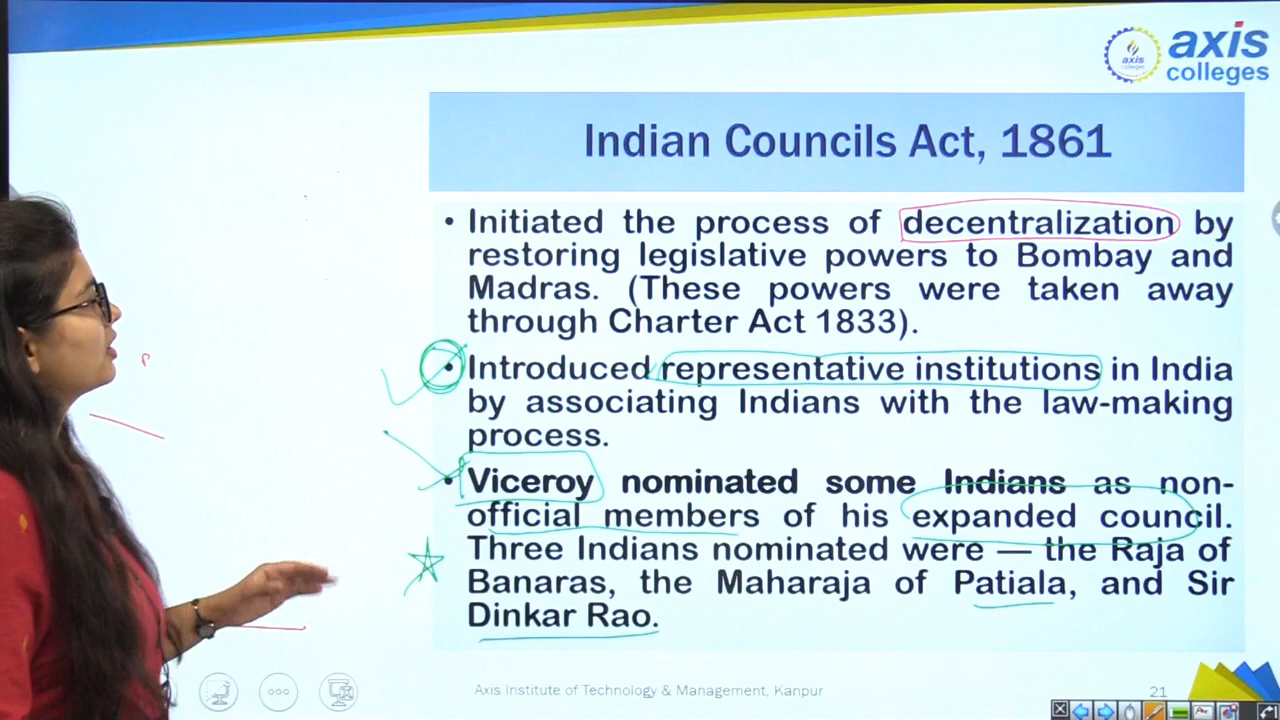 axis
colleges
axis
colleges
Indian Councils Act, 1861
• Initiated the process of decentralization by
restoring legislative powers to Bombay and
Madras. (These powers were taken away
through Charter Act 1833).
• Introduced representative institutions in India
by associating Indians with the law-making
process.
• Viceroy nominated some Indians as non-
official members of his expanded council.
Three Indians nominated were — the Raja of
Banaras, the Maharaja of Patiala, and Sir
Dinkar Rao.
Axis Institute of Technology & Management, Kanpur
21